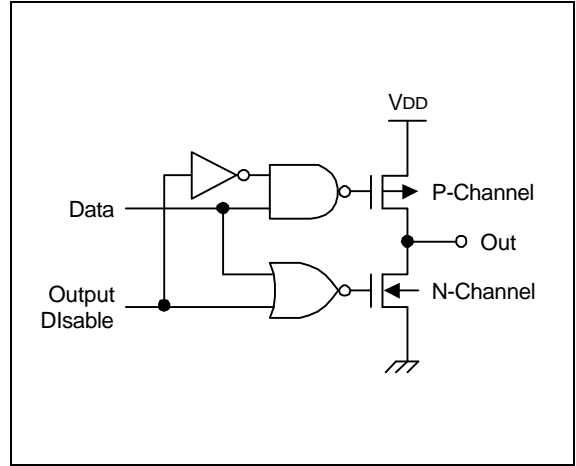 VDD
P-Channel
Data
Out
Output
DIsable
N-Channel